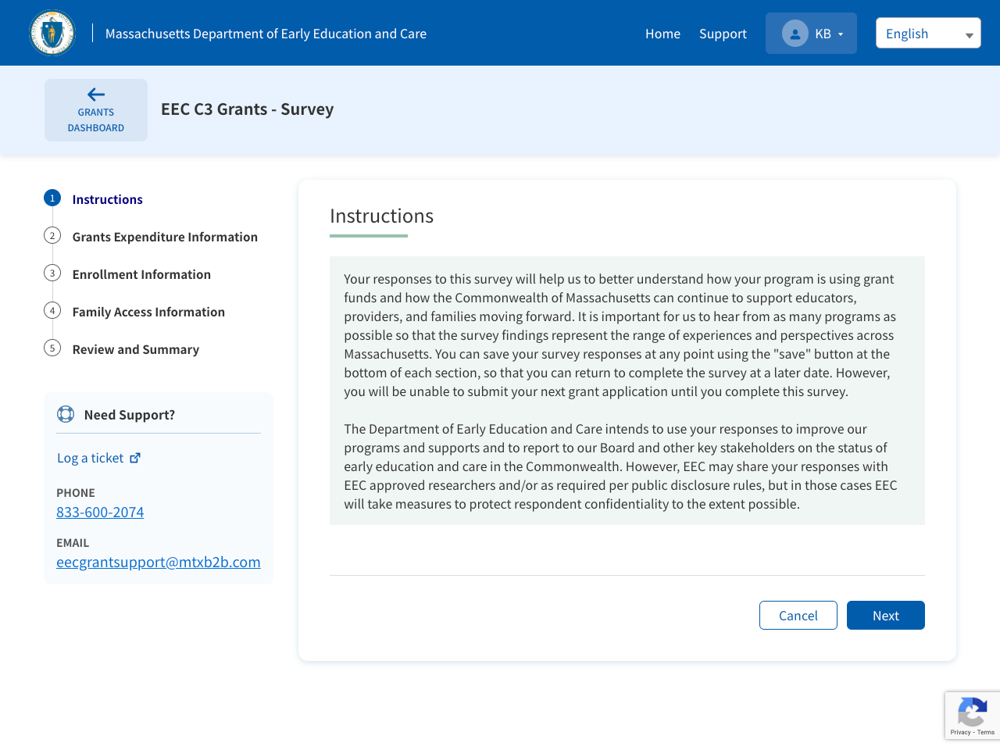 Massachusetts Department of Early Education and Care
Home
Support
KB
English
GRANTS
DASHBOARD
EEC C3 Grants - Survey
1 Instructions
2 Grants Expenditure Information
3 Enrollment Information
4 Family Access Information
5 Review and Summary
Need Support?
Log a ticket
PHONE
833-600-2074
EMAIL
eecgrantsupport@mtxb2b.com
Instructions
Your responses to this survey will help us to better understand how your program is using grant
funds and how the Commonwealth of Massachusetts can continue to support educators,
providers, and families moving forward. It is important for us to hear from as many programs as
possible so that the survey findings represent the range of experiences and perspectives across
Massachusetts. You can save your survey responses at any point using the "save" button at the
bottom of each section, so that you can return to complete the survey at a later date. However,
you will be unable to submit your next grant application until you complete this survey.
The Department of Early Education and Care intends to use your responses to improve our
programs and supports and to report to our Board and other key stakeholders on the status of
early education and care in the Commonwealth. However, EEC may share your responses with
EEC approved researchers and/or as required per public disclosure rules, but in those cases EEC
will take measures to protect respondent confidentiality to the extent possible.
Cancel
Next
Privacy - Terms